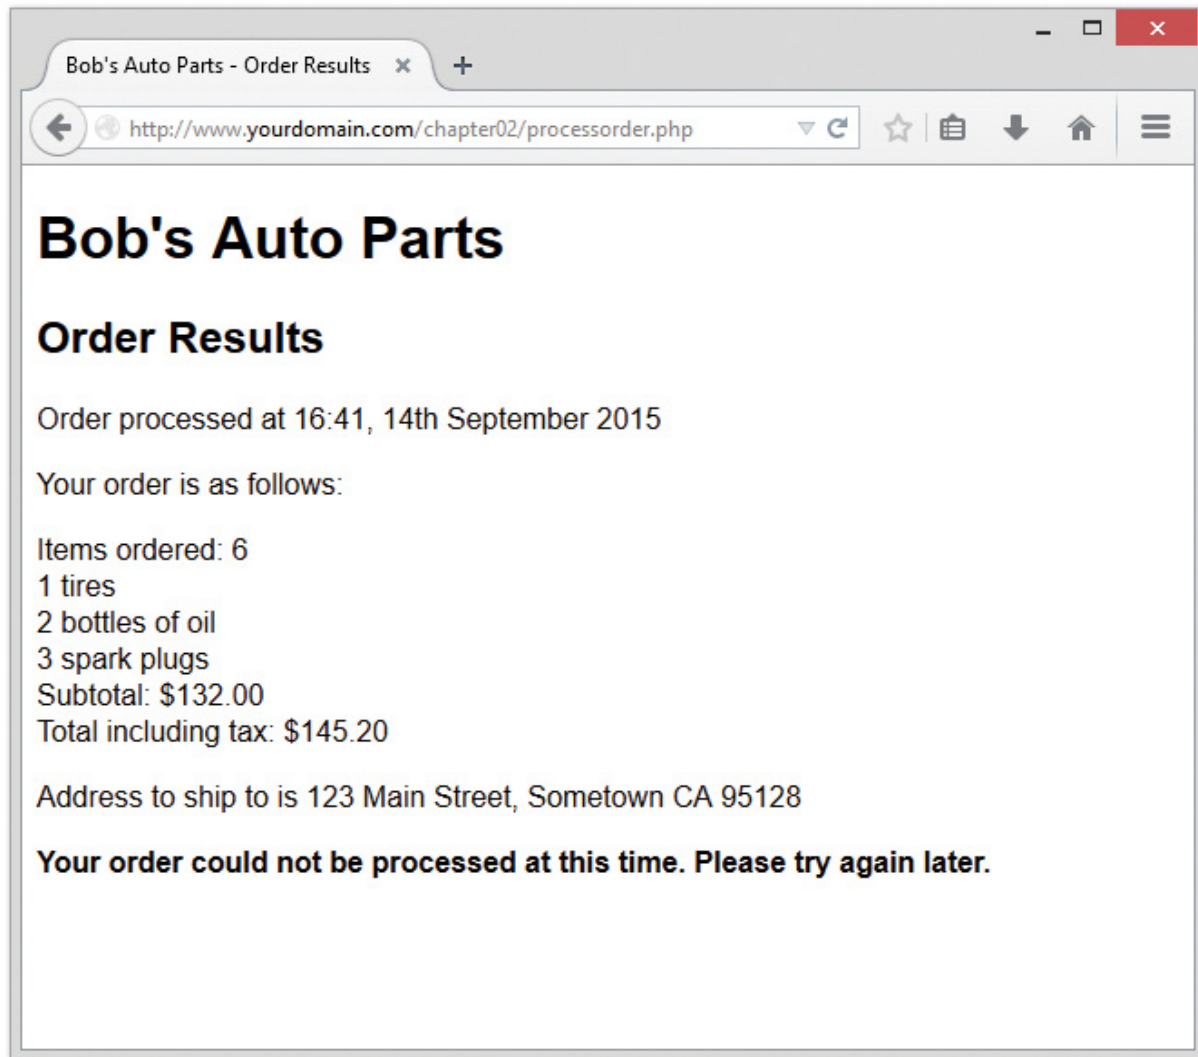 Bob's Auto Parts - Order Results
http://www.yourdomain.com/chapter02/processorder.php
Bob's Auto Parts
Order Results
Order processed at 16:41, 14th September 2015
Your order is as follows:
Items ordered: 6
1 tires
2 bottles of oil
3 spark plugs
Subtotal: $132.00
Total including tax: $145.20
Address to ship to is 123 Main Street, Sometown CA 95128
Your order could not be processed at this time. Please try again later.